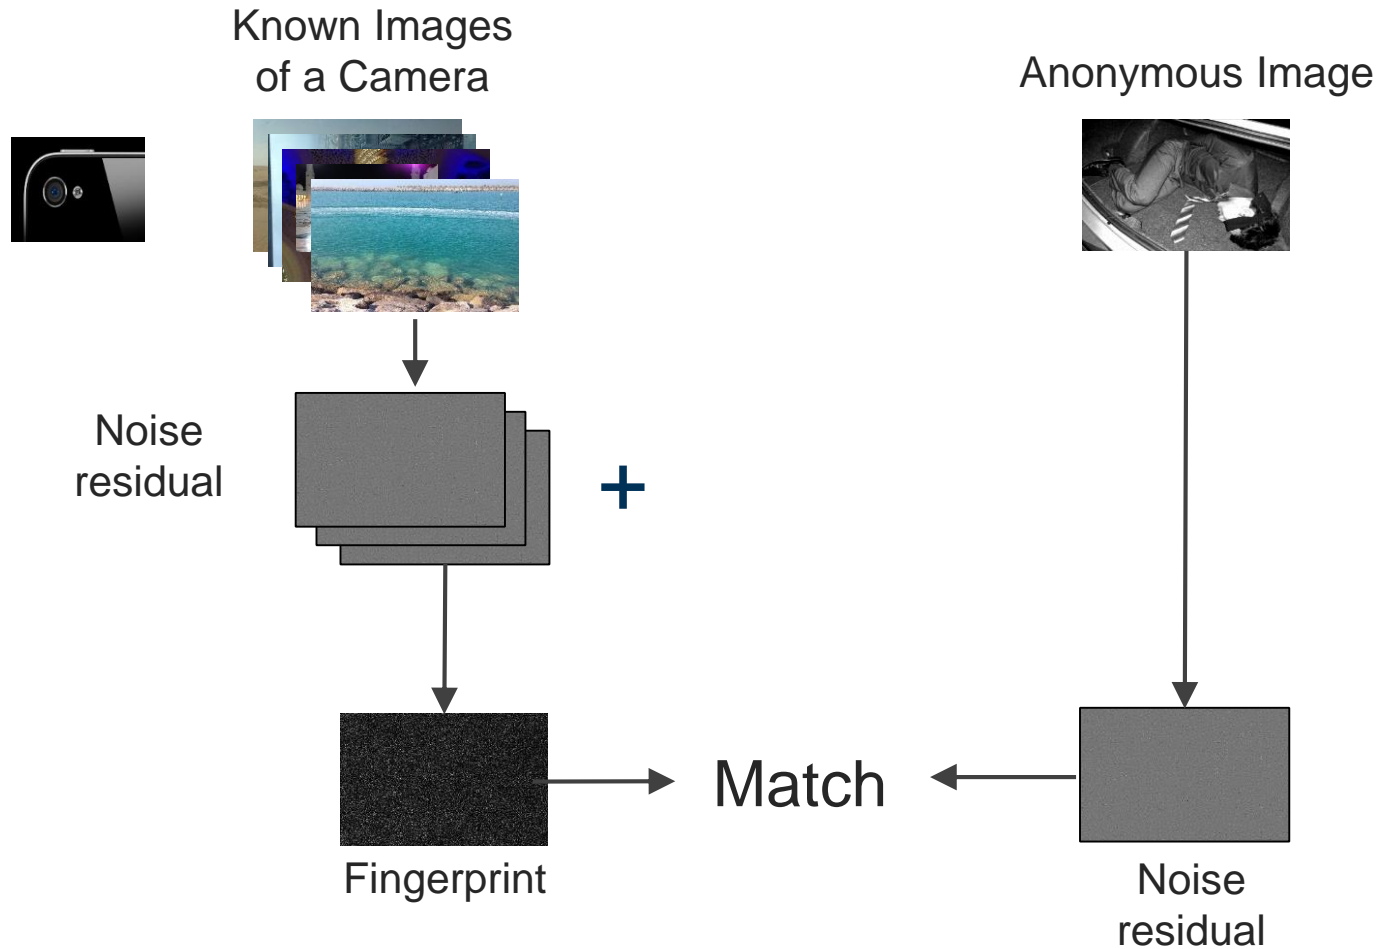 Known Images
of a Camera
Anonymous Image
Noise
residual
+
Match
Fingerprint
Noise
residual